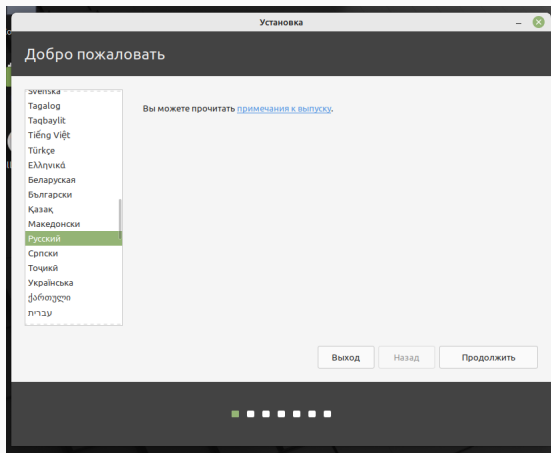 Установка
Добро пожаловать
Svenska
Tagalog
Taqbaylit
Tiếng Việt
Türkçe
Ελληνικά
Беларуская
Български
Қазақ
Македонски
Русский
Српски
Тоҷикӣ
Українська
ქართული
עברית
Вы можете прочитать примечания к выпуску.
Выход
Назад
Продолжить